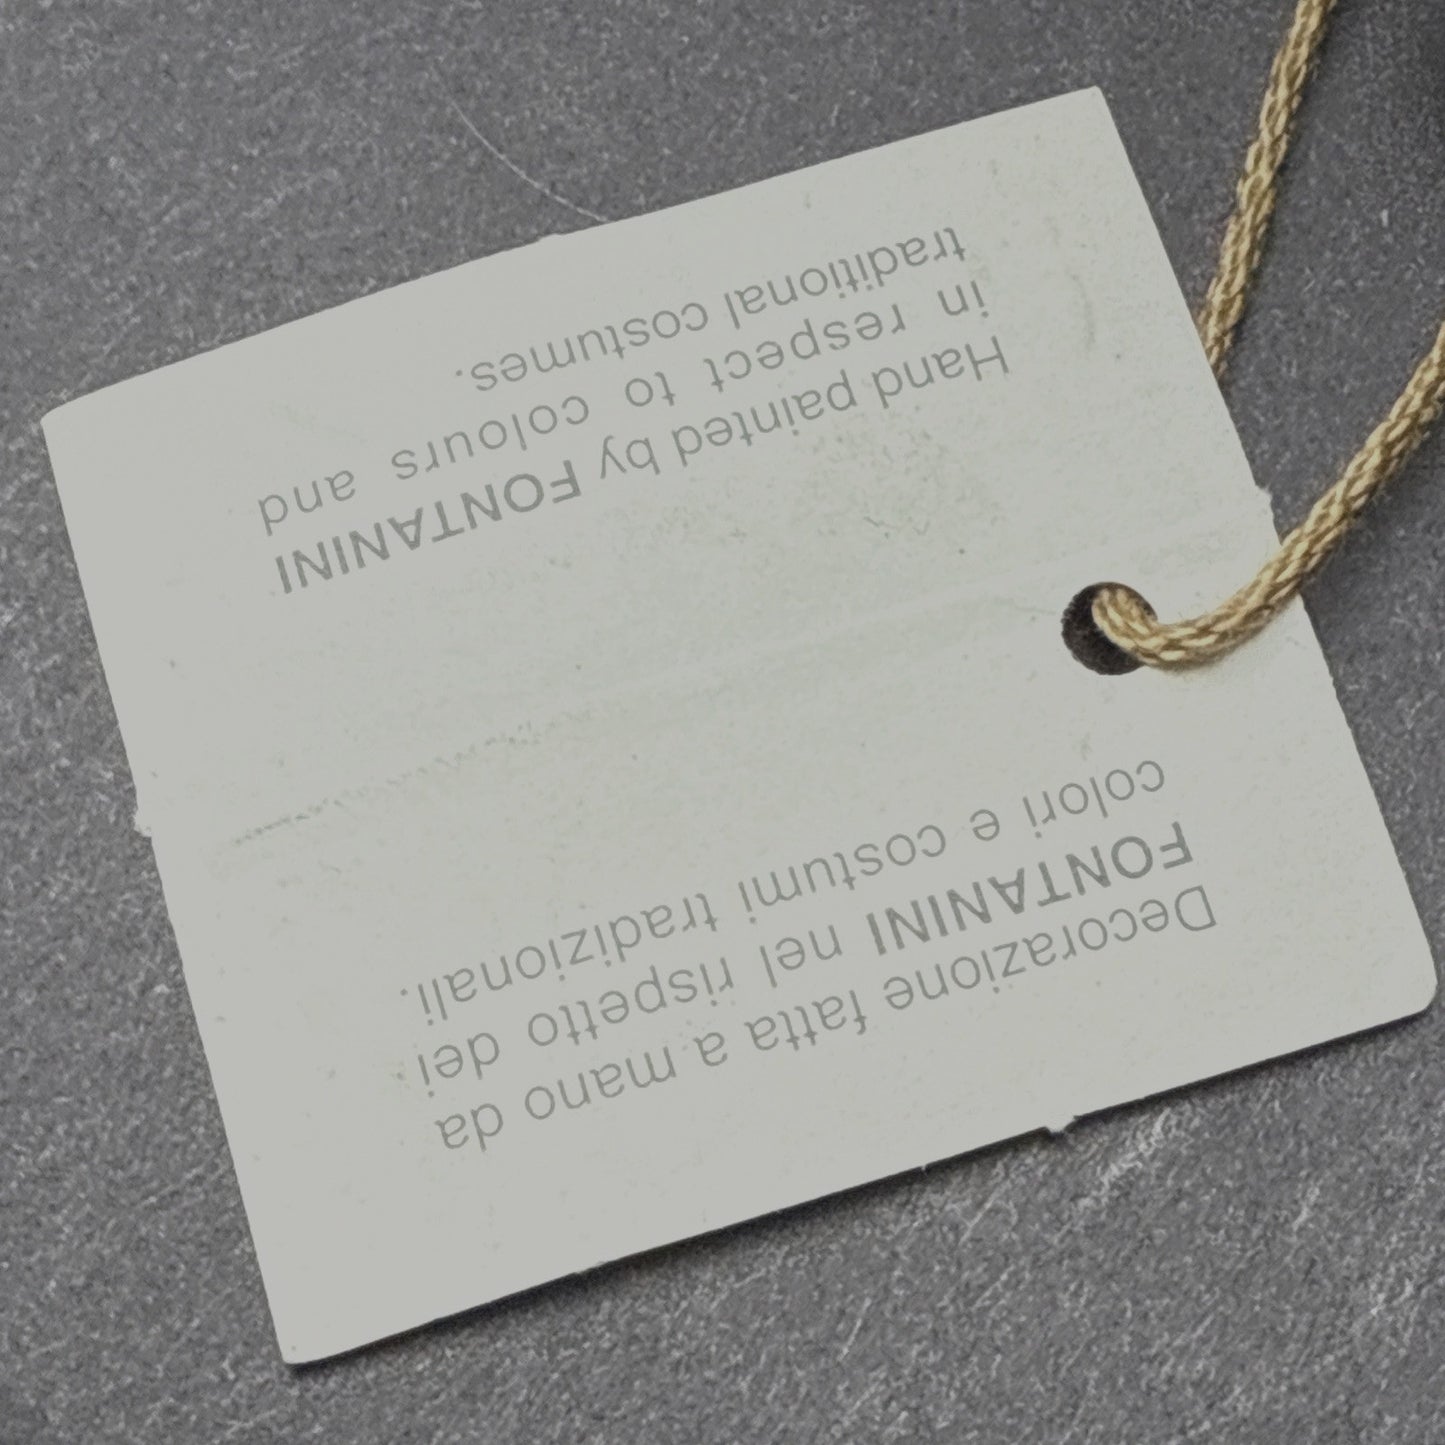 Decorazione fatta a mano da
FONTANINI nel rispetto dei
colori e costumi tradizionali.
Hand painted by FONTANINI
in respect to colours and
traditional costumes.